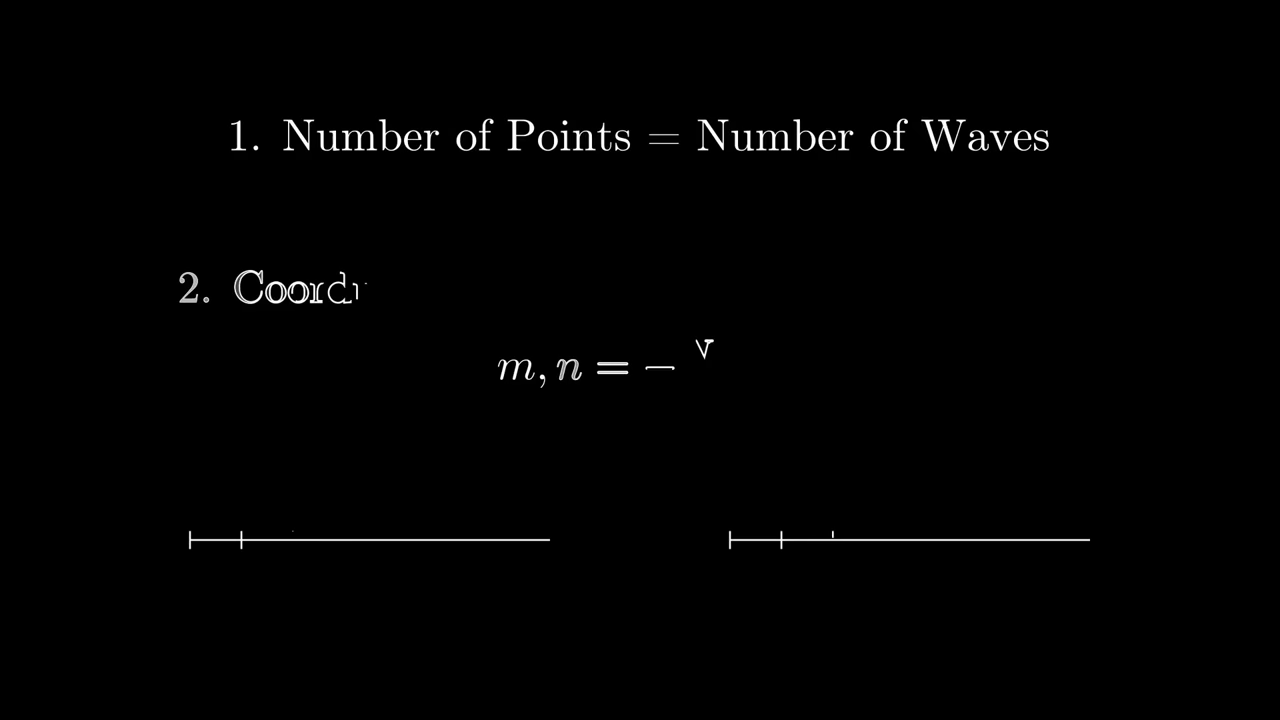 1. Number of Points = Number of Waves
2. Coord
m, n = −